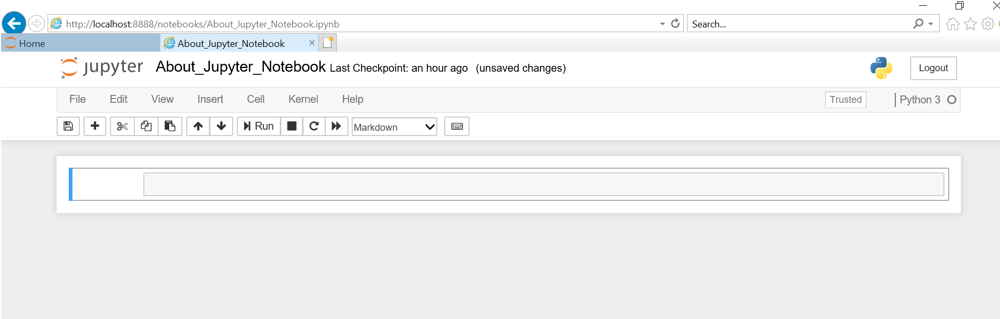 http://localhost:8888/notebooks/About_Jupyter_Notebook.ipynb Search...
Home About_Jupyter_Notebook
jupyter About_Jupyter_Notebook Last Checkpoint: an hour ago (unsaved changes) Logout
File Edit View Insert Cell Kernel Help Trusted Python 3
Run Markdown